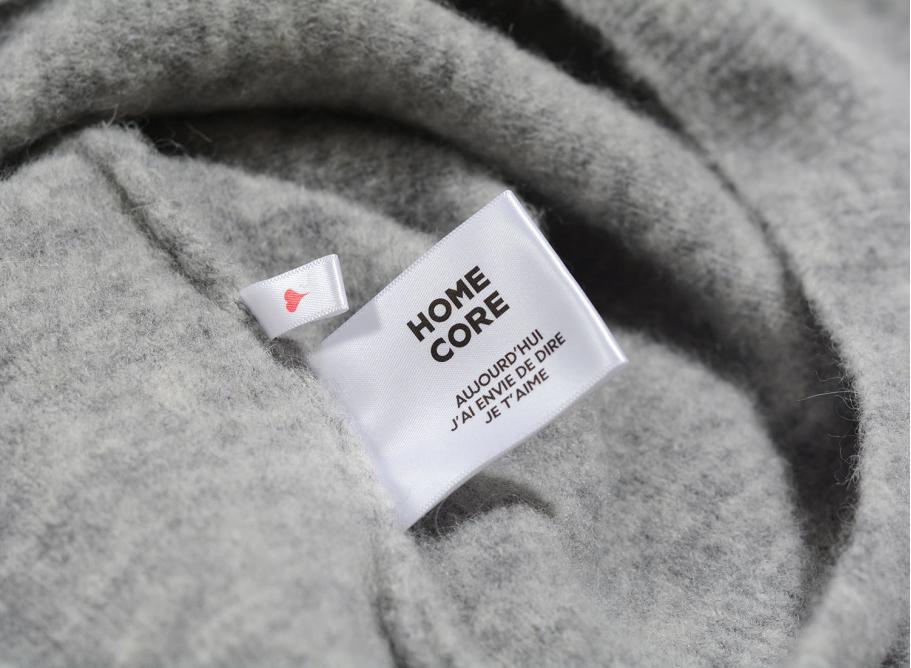 HOME
CORE
AUJOURD'HUI
J'AI ENVIE DE DIRE
JE T'AIME